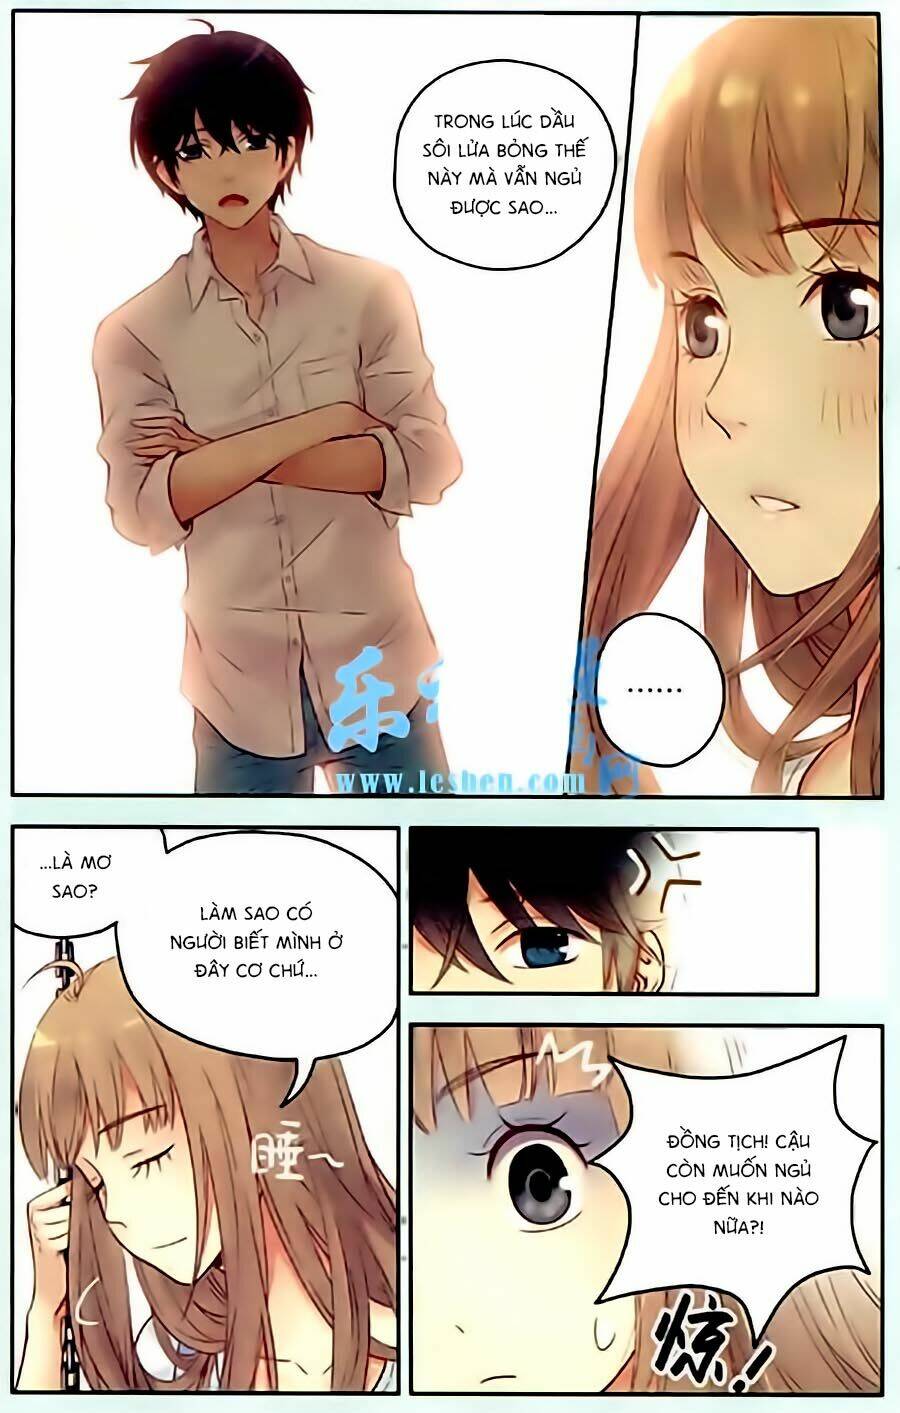 TRONG LÚC DẦU
SÔI LỬA BỎNG THẾ
NÀY MÀ VẪN NGỦ
ĐƯỢC SAO...
......
www.leshen.com
...LÀ MƠ
SAO?
LÀM SAO CÓ
NGƯỜI BIẾT MÌNH Ở
ĐÂY CƠ CHỨ...
睡~
ĐỒNG TỊCH! CẬU
CÒN MUỐN NGỦ
CHO ĐẾN KHI NÀO
NỮA?!
惊!